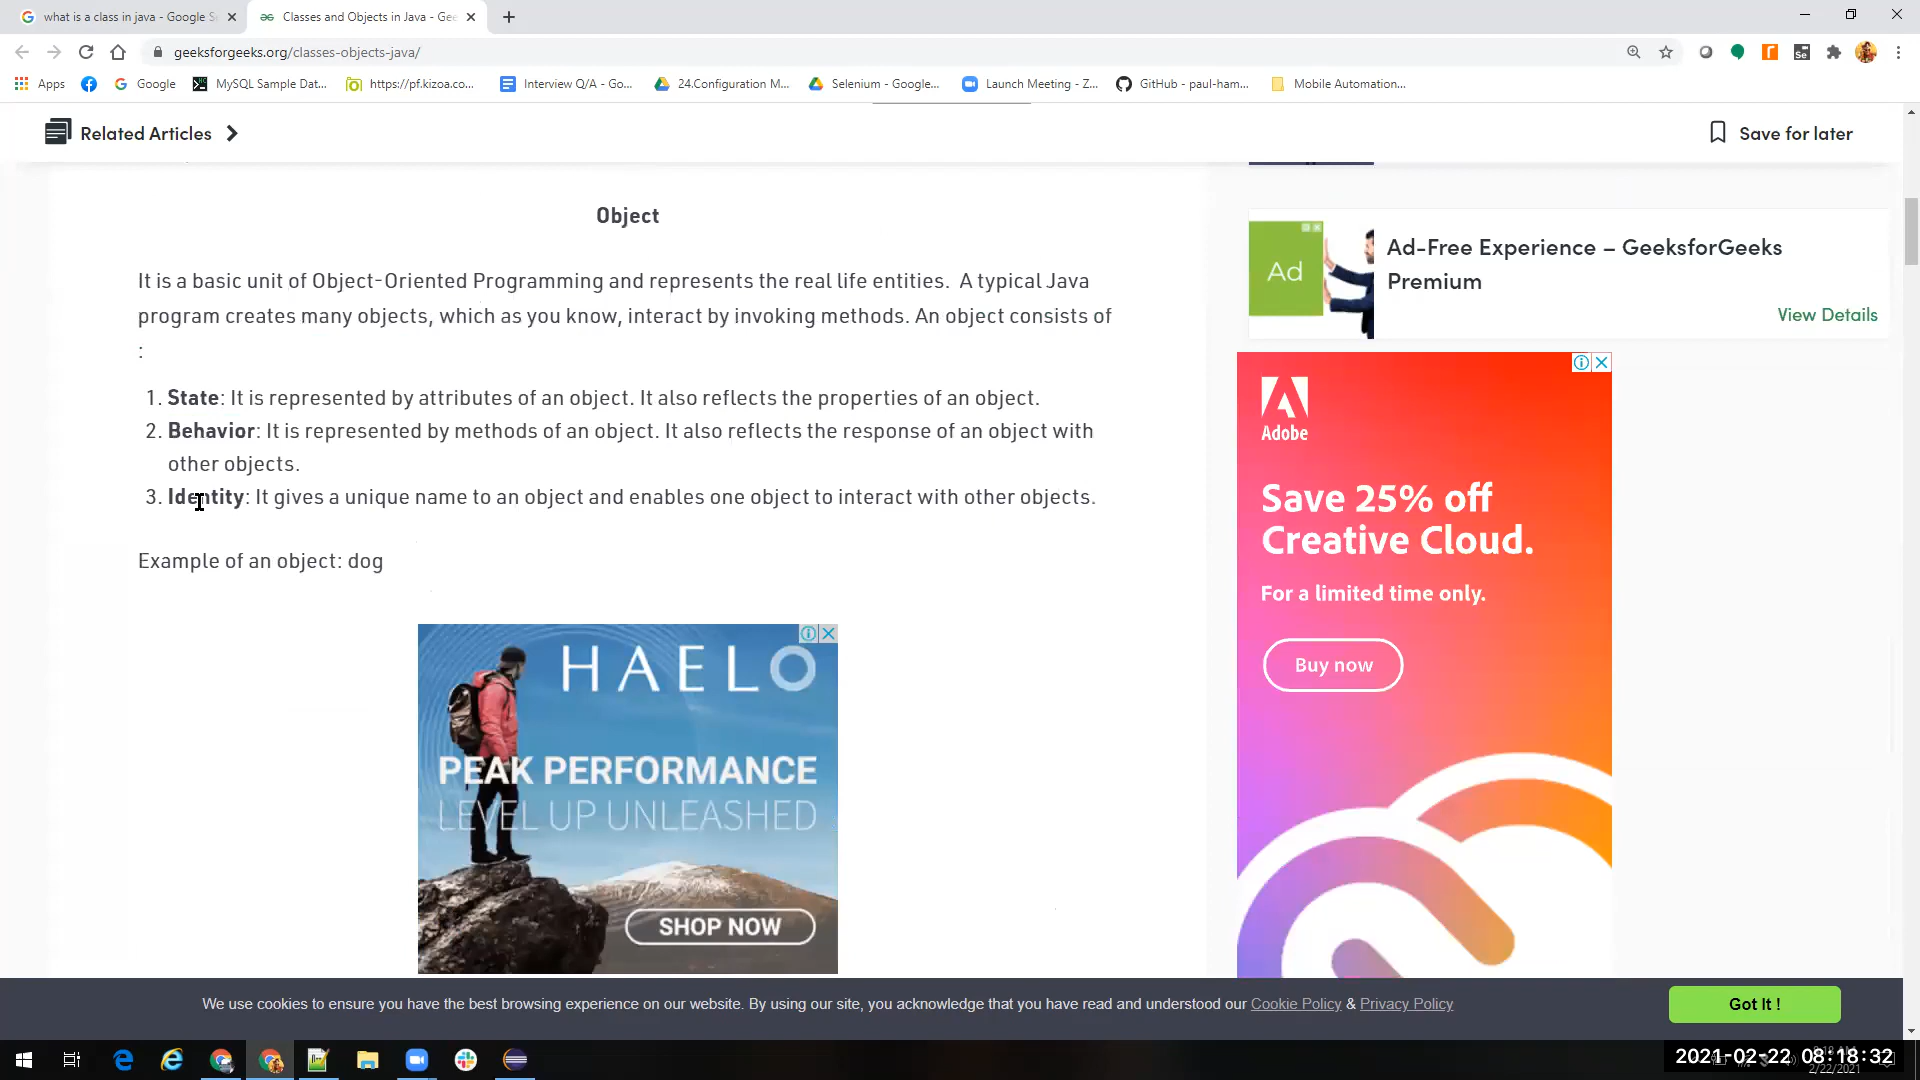 what is a class in java - Google S
Classes and Objects in Java - Gee
geeksforgeeks.org/classes-objects-java/
Apps
Google
MySQL Sample Dat...
https://pf.kizoa.co...
Interview Q/A - Go...
24.Configuration M...
Selenium - Google...
Launch Meeting - Z...
GitHub - paul-ham...
Mobile Automation...
Related Articles
Save for later
Object
It is a basic unit of Object-Oriented Programming and represents the real life entities. A typical Java
program creates many objects, which as you know, interact by invoking methods. An object consists of
:
1. State: It is represented by attributes of an object. It also reflects the properties of an object.
2. Behavior: It is represented by methods of an object. It also reflects the response of an object with
other objects.
3. Identity: It gives a unique name to an object and enables one object to interact with other objects.
Example of an object: dog
HAELO
PEAK PERFORMANCE
LEVEL UP UNLEASHED
SHOP NOW
Ad
Ad-Free Experience – GeeksforGeeks
Premium
View Details
Adobe
Save 25% off
Creative Cloud.
For a limited time only.
Buy now
We use cookies to ensure you have the best browsing experience on our website. By using our site, you acknowledge that you have read and understood our Cookie Policy & Privacy Policy
Got It !
2021-02-22 08:18:32
2/22/2021